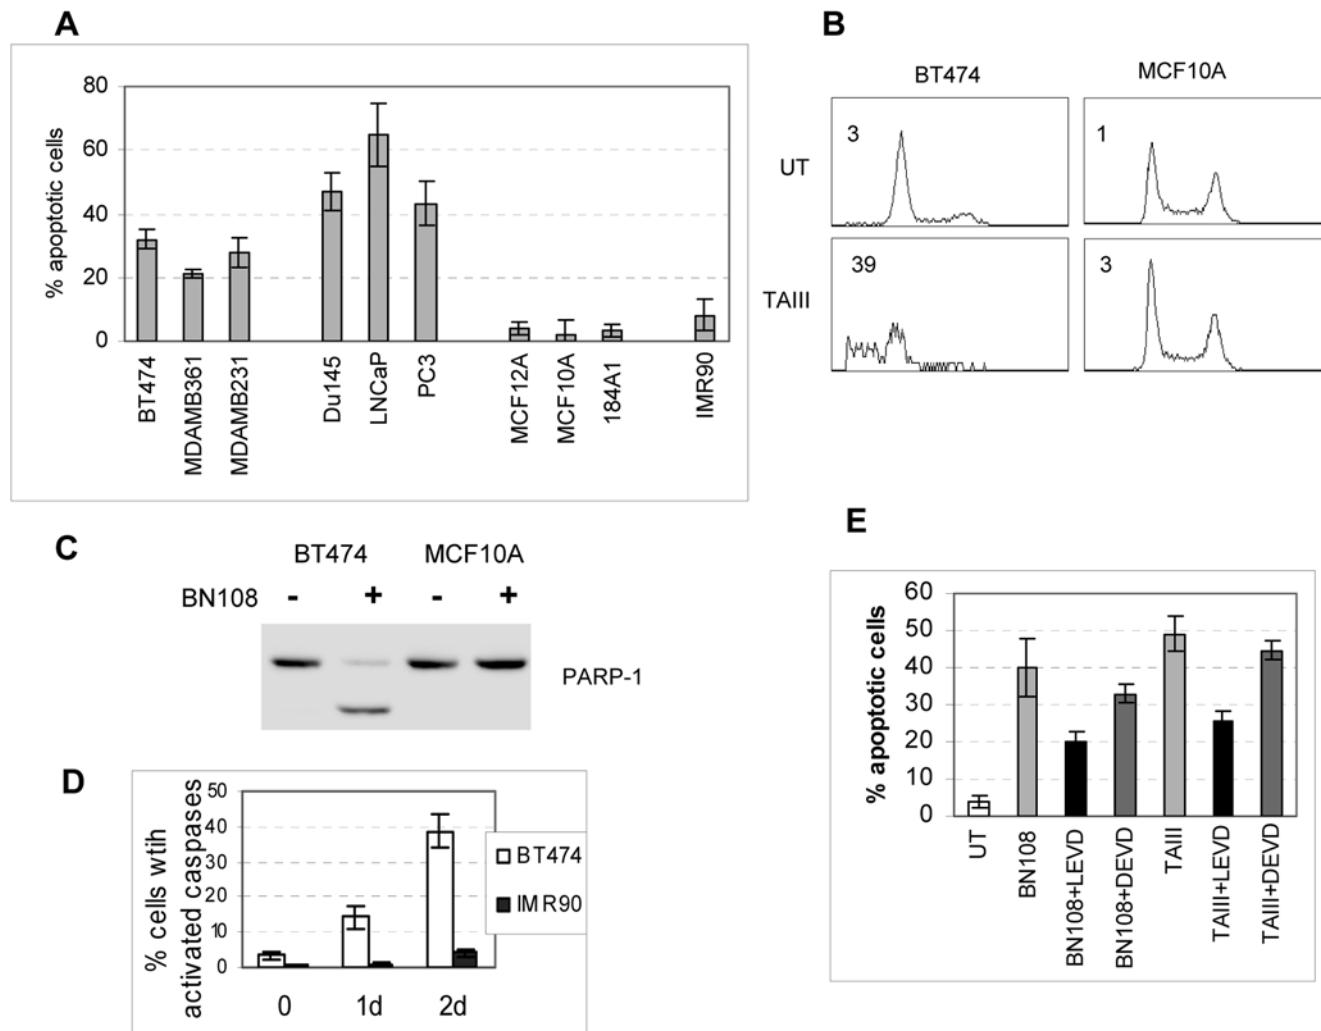 A
% apoptotic cells
80
60
40
20
0
BT474
MDAMB361
MDAMB231
Du145
LNCaP
PC3
MCF12A
MCF10A
184A1
IMR90
B
BT474
MCF10A
UT
3
1
TAIII
39
3
C
BT474
MCF10A
BN108
- + - +
PARP-1
D
% cells wtih
activated caspases
50
40
30
20
10
0
0
1d
2d
BT474
IMR90
E
% apoptotic cells
60
50
40
30
20
10
0
UT
BN108
BN108+LEVD
BN108+DEVD
TAIII
TAIII+LEVD
TAIII+DEVD